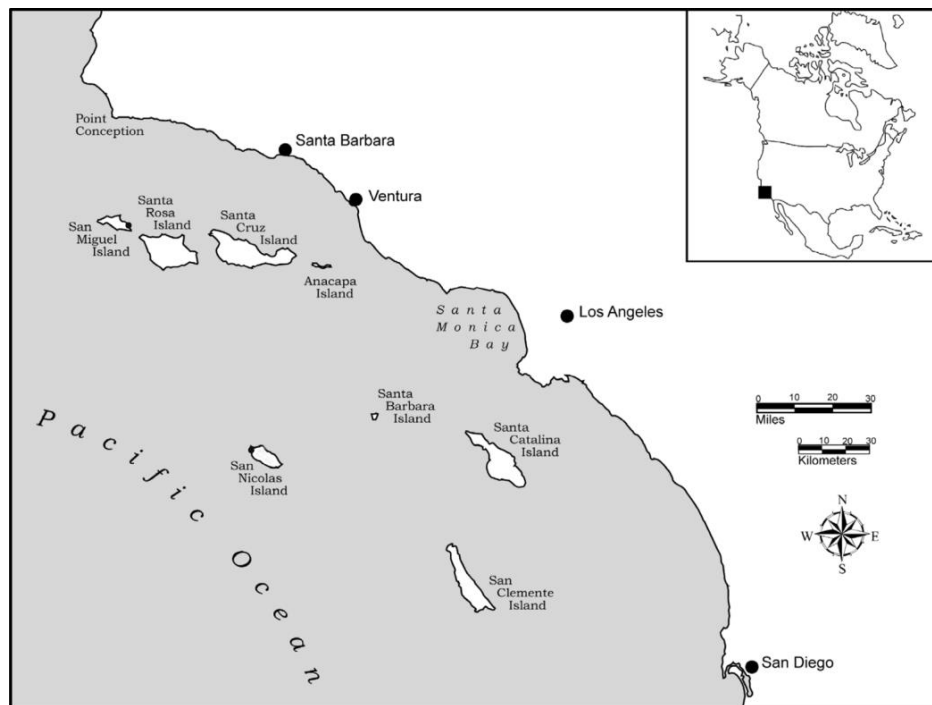 Point
Conception
Santa Barbara
Ventura
Santa
Rosa
Island
San
Miguel
Island
Santa
Cruz
Island
Anacapa
Island
Santa
Monica
Bay
Los Angeles
Santa
Barbara
Island
Santa
Catalina
Island
San
Nicolas
Island
San
Clemente
Island
Pacific Ocean
San Diego
0 10 20 30
Miles
0 10 20 30
Kilometers
N
W E
S